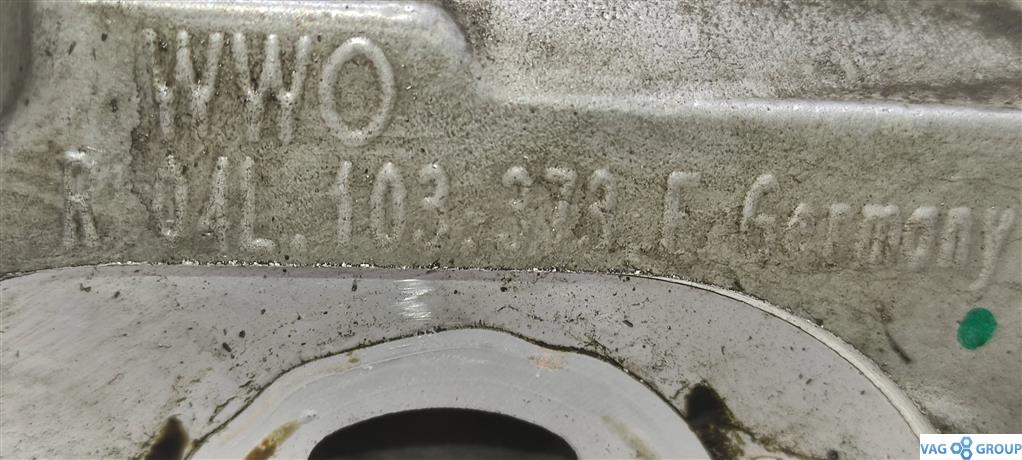 WWO
R 04L.103.373 F Germany
VAG GROUP